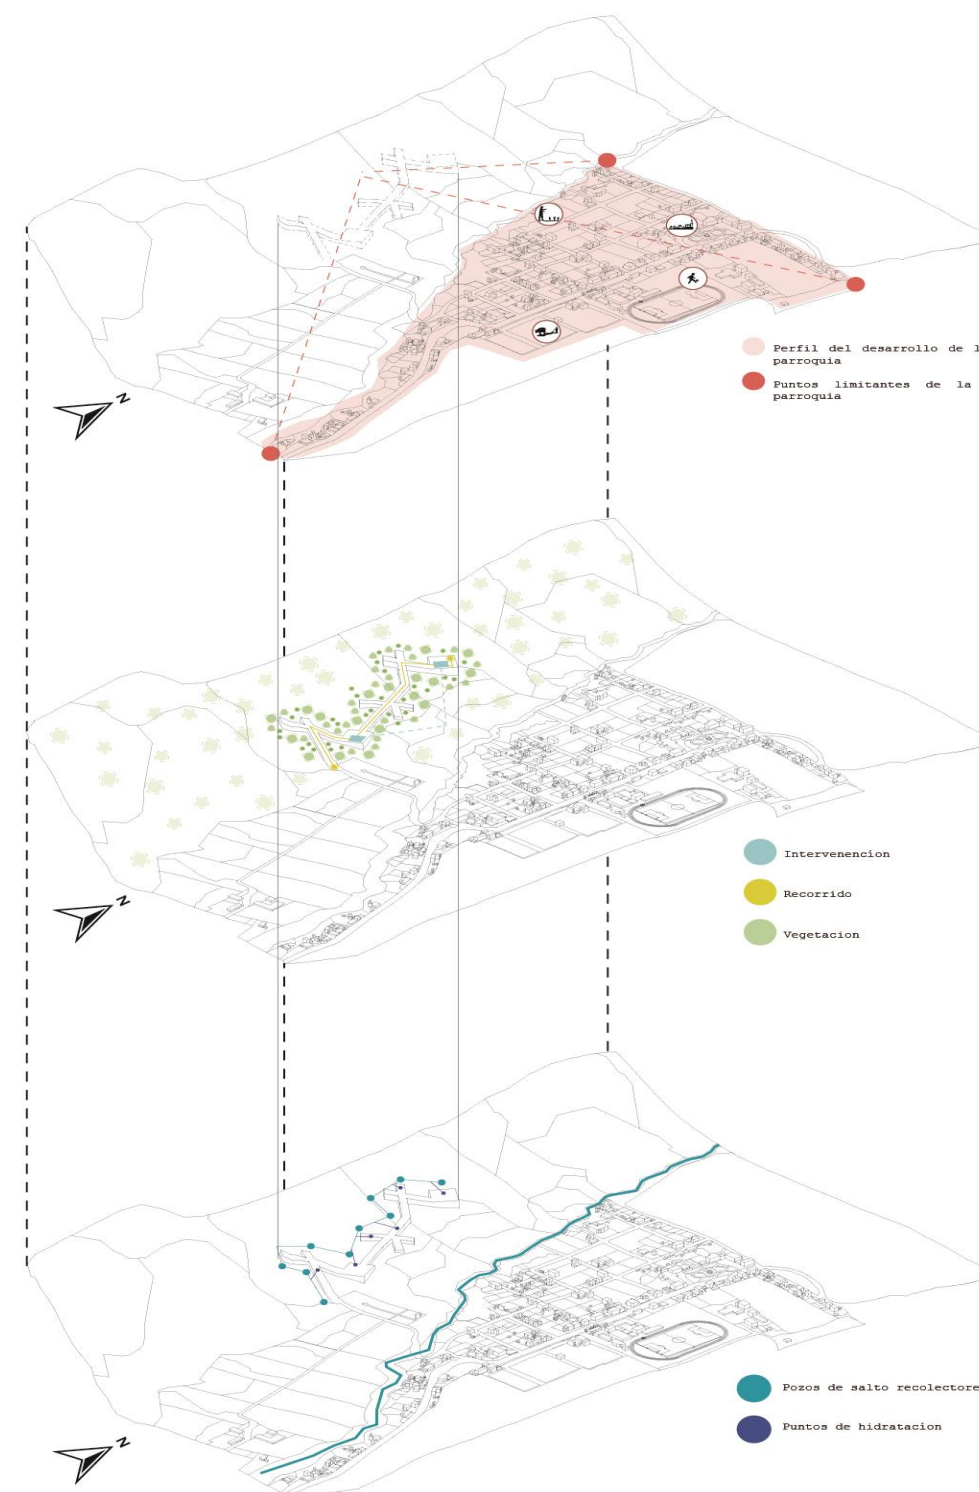 Perfil del desarrollo de l
parroquia
Puntos limitantes de la
parroquia
N
Intervenencion
Recorrido
Vegetacion
N
Pozos de salto recolectore
Puntos de hidratacion
N